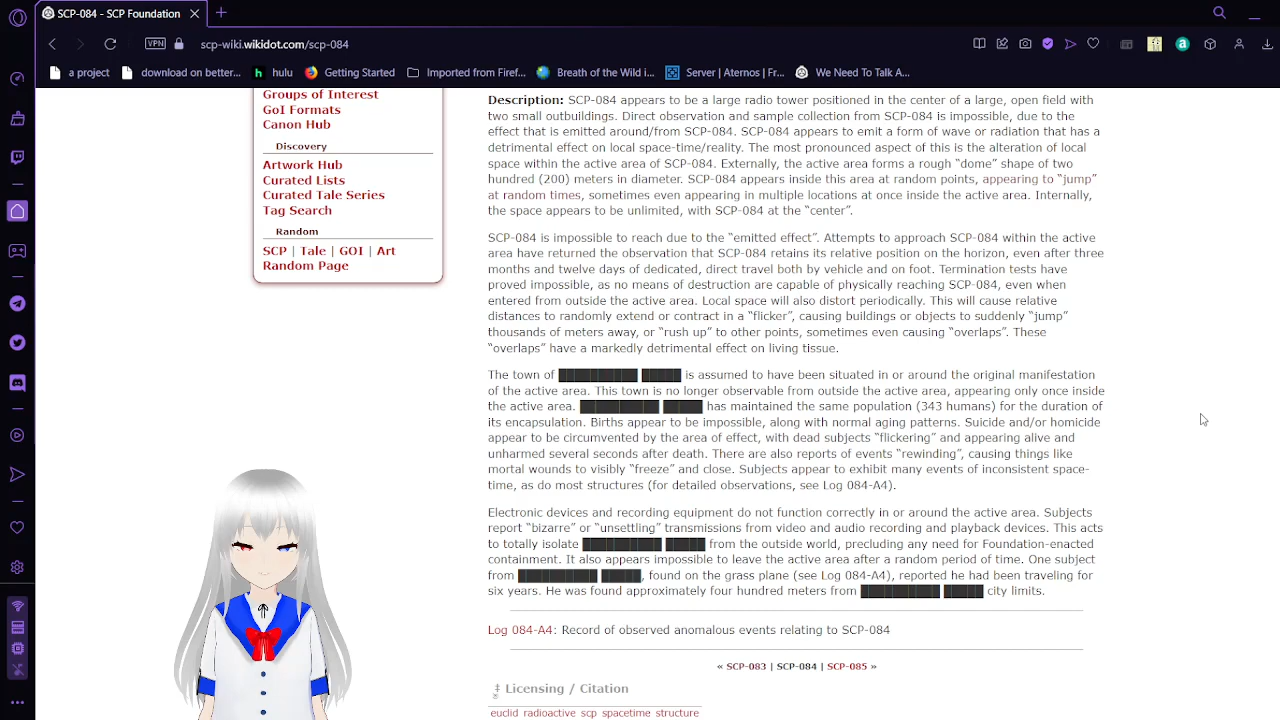 SCP-084 - SCP Foundation
VPN
scp-wiki.wikidot.com/scp-084
a project
download on better...
hulu
Getting Started
Imported from Firef...
Breath of the Wild i...
Server | Aternos | Fr...
We Need To Talk A...
Groups of Interest
GoI Formats
Canon Hub
Discovery
Artwork Hub
Curated Lists
Curated Tale Series
Tag Search
Random
SCP | Tale | GOI | Art
Random Page
Description: SCP-084 appears to be a large radio tower positioned in the center of a large, open field with
two small outbuildings. Direct observation and sample collection from SCP-084 is impossible, due to the
effect that is emitted around/from SCP-084. SCP-084 appears to emit a form of wave or radiation that has a
detrimental effect on local space-time/reality. The most pronounced aspect of this is the alteration of local
space within the active area of SCP-084. Externally, the active area forms a rough “dome” shape of two
hundred (200) meters in diameter. SCP-084 appears inside this area at random points, appearing to “jump”
at random times, sometimes even appearing in multiple locations at once inside the active area. Internally,
the space appears to be unlimited, with SCP-084 at the “center”.
SCP-084 is impossible to reach due to the “emitted effect”. Attempts to approach SCP-084 within the active
area have returned the observation that SCP-084 retains its relative position on the horizon, even after three
months and twelve days of dedicated, direct travel both by vehicle and on foot. Termination tests have
proved impossible, as no means of destruction are capable of physically reaching SCP-084, even when
entered from outside the active area. Local space will also distort periodically. This will cause relative
distances to randomly extend or contract in a “flicker”, causing buildings or objects to suddenly “jump”
thousands of meters away, or “rush up” to other points, sometimes even causing “overlaps”. These
“overlaps” have a markedly detrimental effect on living tissue.
The town of ██████████ █████ is assumed to have been situated in or around the original manifestation
of the active area. This town is no longer observable from outside the active area, appearing only once inside
the active area. ██████████ █████ has maintained the same population (343 humans) for the duration of
its encapsulation. Births appear to be impossible, along with normal aging patterns. Suicide and/or homicide
appear to be circumvented by the area of effect, with dead subjects “flickering” and appearing alive and
unharmed several seconds after death. There are also reports of events “rewinding”, causing things like
mortal wounds to visibly “freeze” and close. Subjects appear to exhibit many events of inconsistent space-
time, as do most structures (for detailed observations, see Log 084-A4).
Electronic devices and recording equipment do not function correctly in or around the active area. Subjects
report “bizarre” or “unsettling” transmissions from video and audio recording and playback devices. This acts
to totally isolate ██████████ █████ from the outside world, precluding any need for Foundation-enacted
containment. It also appears impossible to leave the area after a random period of time. One subject
from ██████████ █████, found on the grass plane (see Log 084-A4), reported he had been traveling for
six years. He was found approximately four hundred meters from ██████████ █████ city limits.
Log 084-A4: Record of observed anomalous events relating to SCP-084
« SCP-083 | SCP-084 | SCP-085 »
‡ Licensing / Citation
euclid radioactive scp spacetime structure